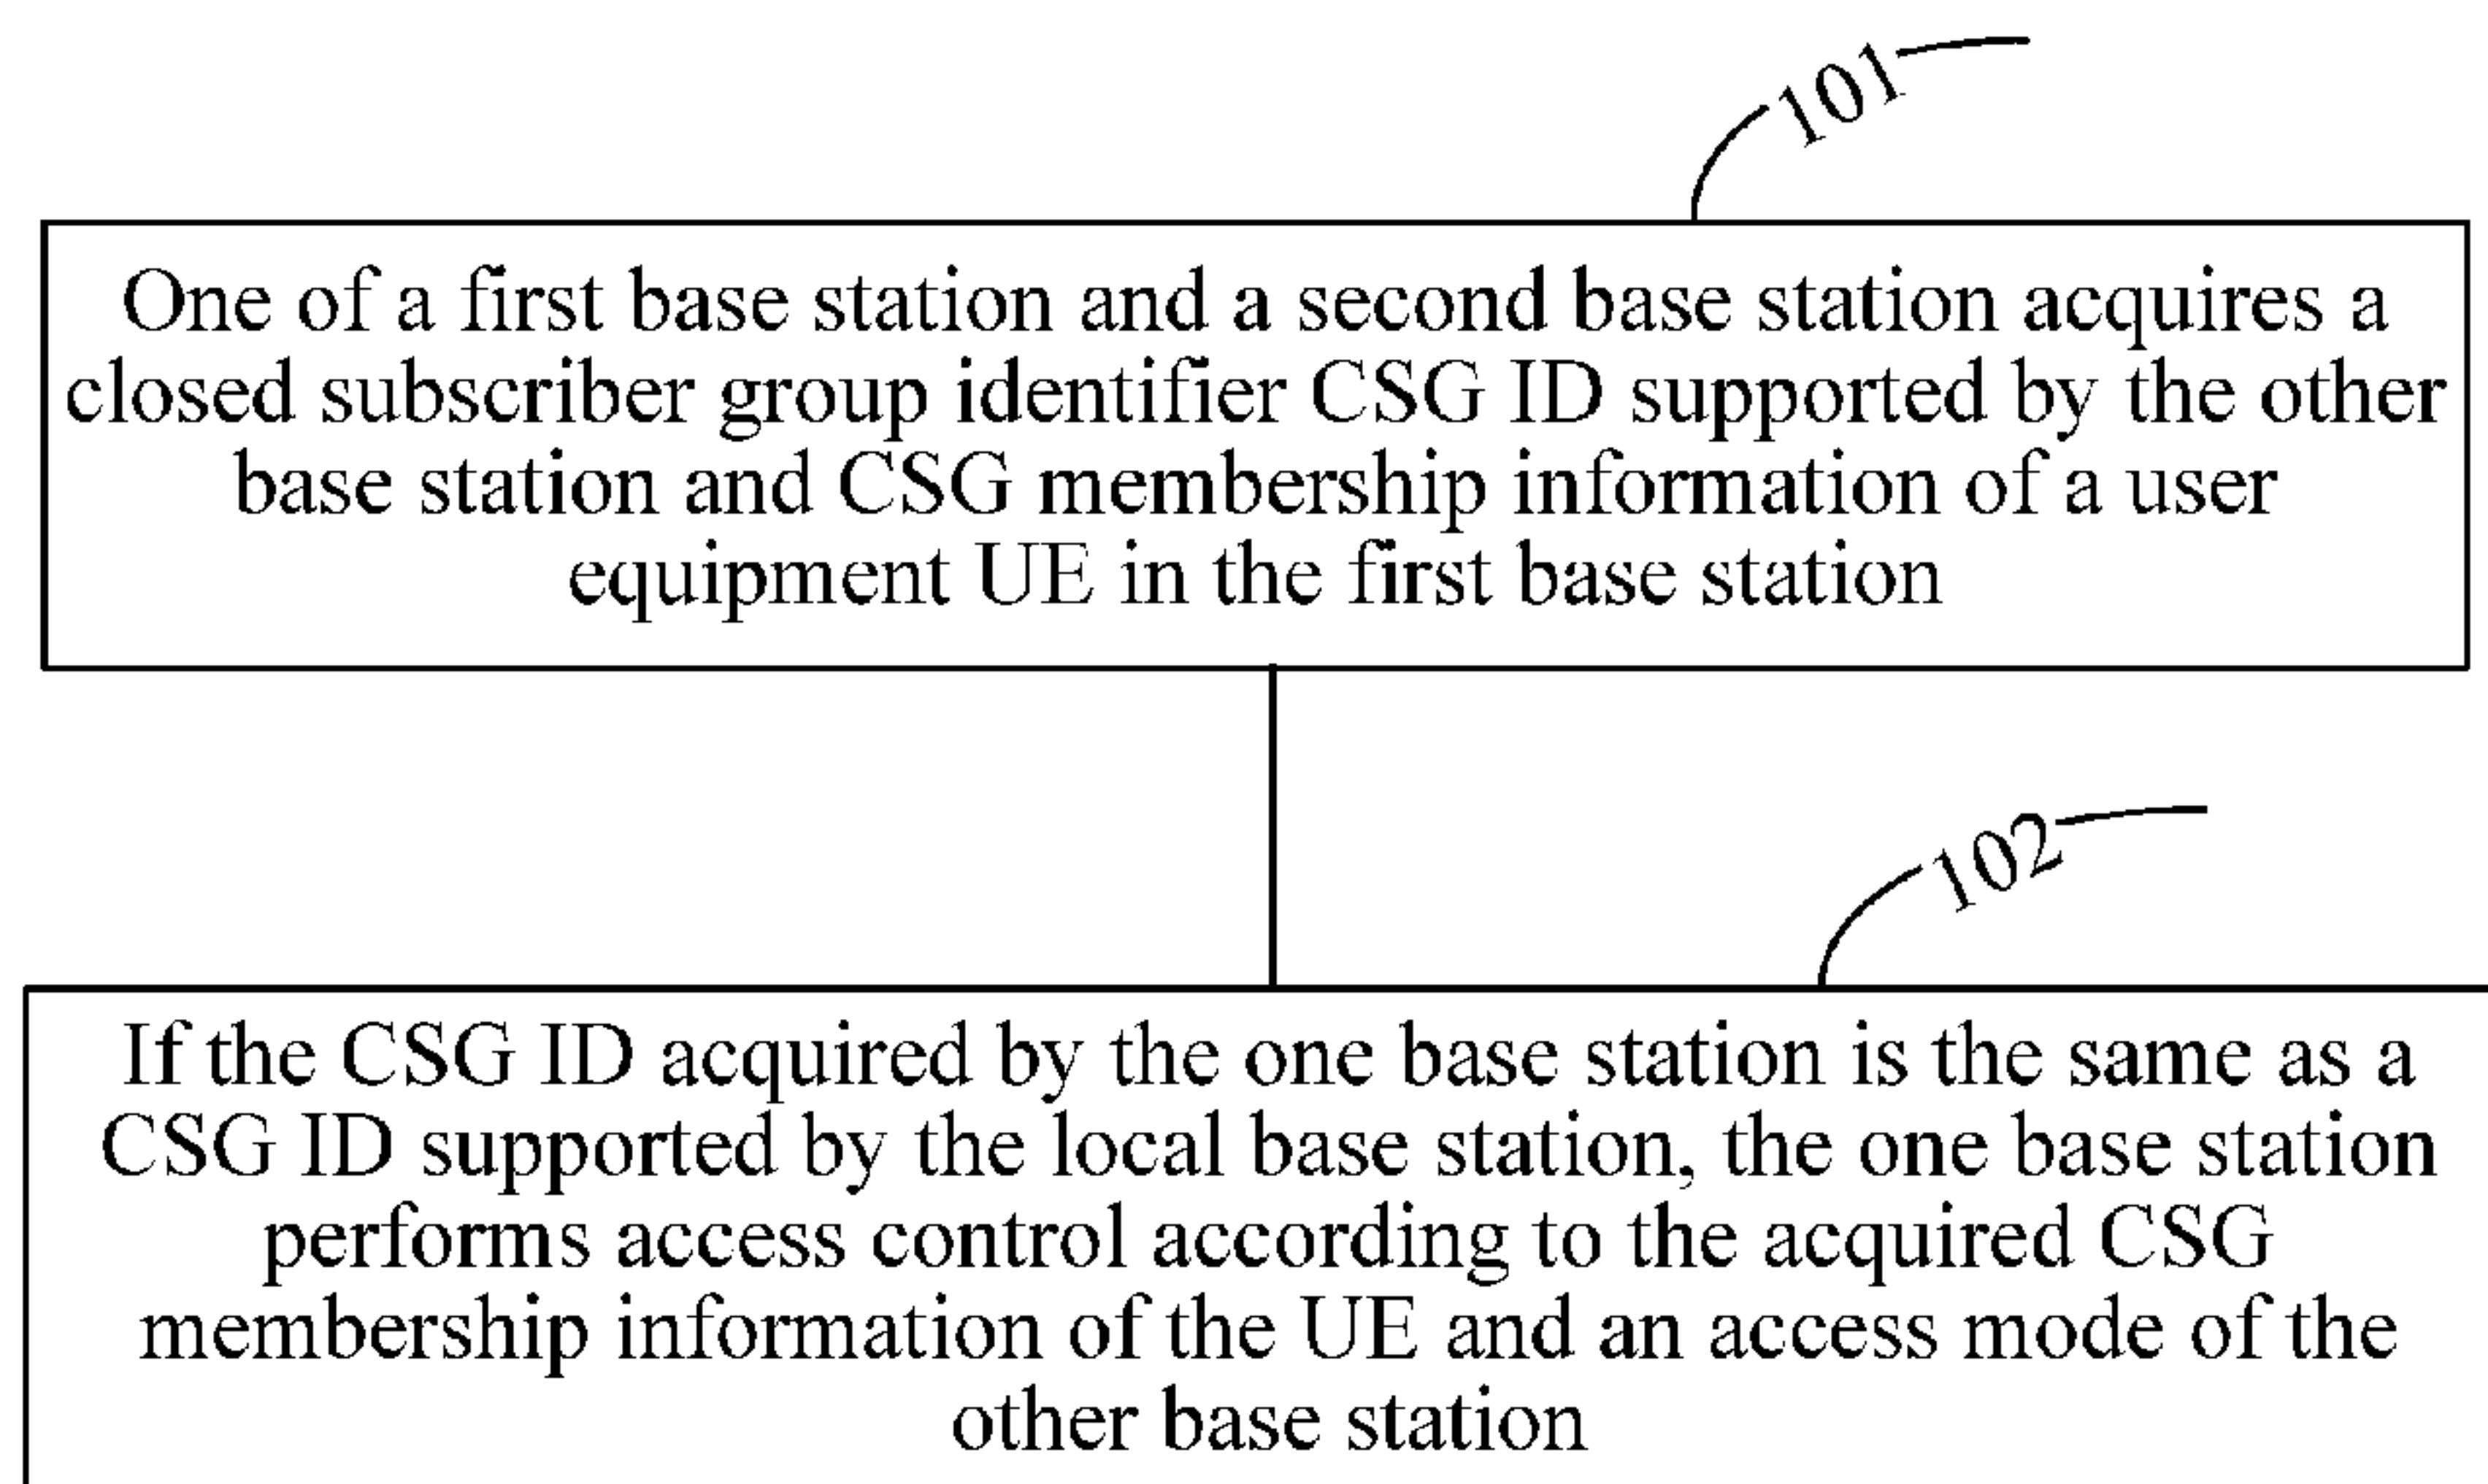 101
One of a first base station and a second base station acquires a
closed subscriber group identifier CSG ID supported by the other
base station and CSG membership information of a user
equipment UE in the first base station
102
If the CSG ID acquired by the one base station is the same as a
CSG ID supported by the local base station, the one base station
performs access control according to the acquired CSG
membership information of the UE and an access mode of the
other base station